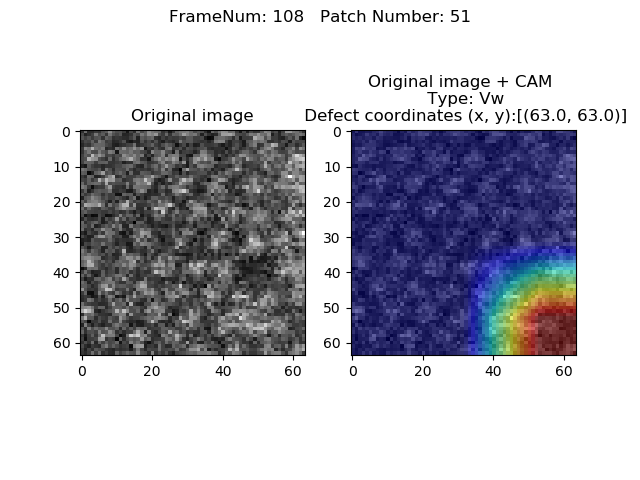 FrameNum: 108   Patch Number: 51
Original image
Original image + CAM
Type: Vw
Defect coordinates (x, y):[(63.0, 63.0)]
0
10
20
30
40
50
60
0 20 40 60
0
10
20
30
40
50
60
0 20 40 60